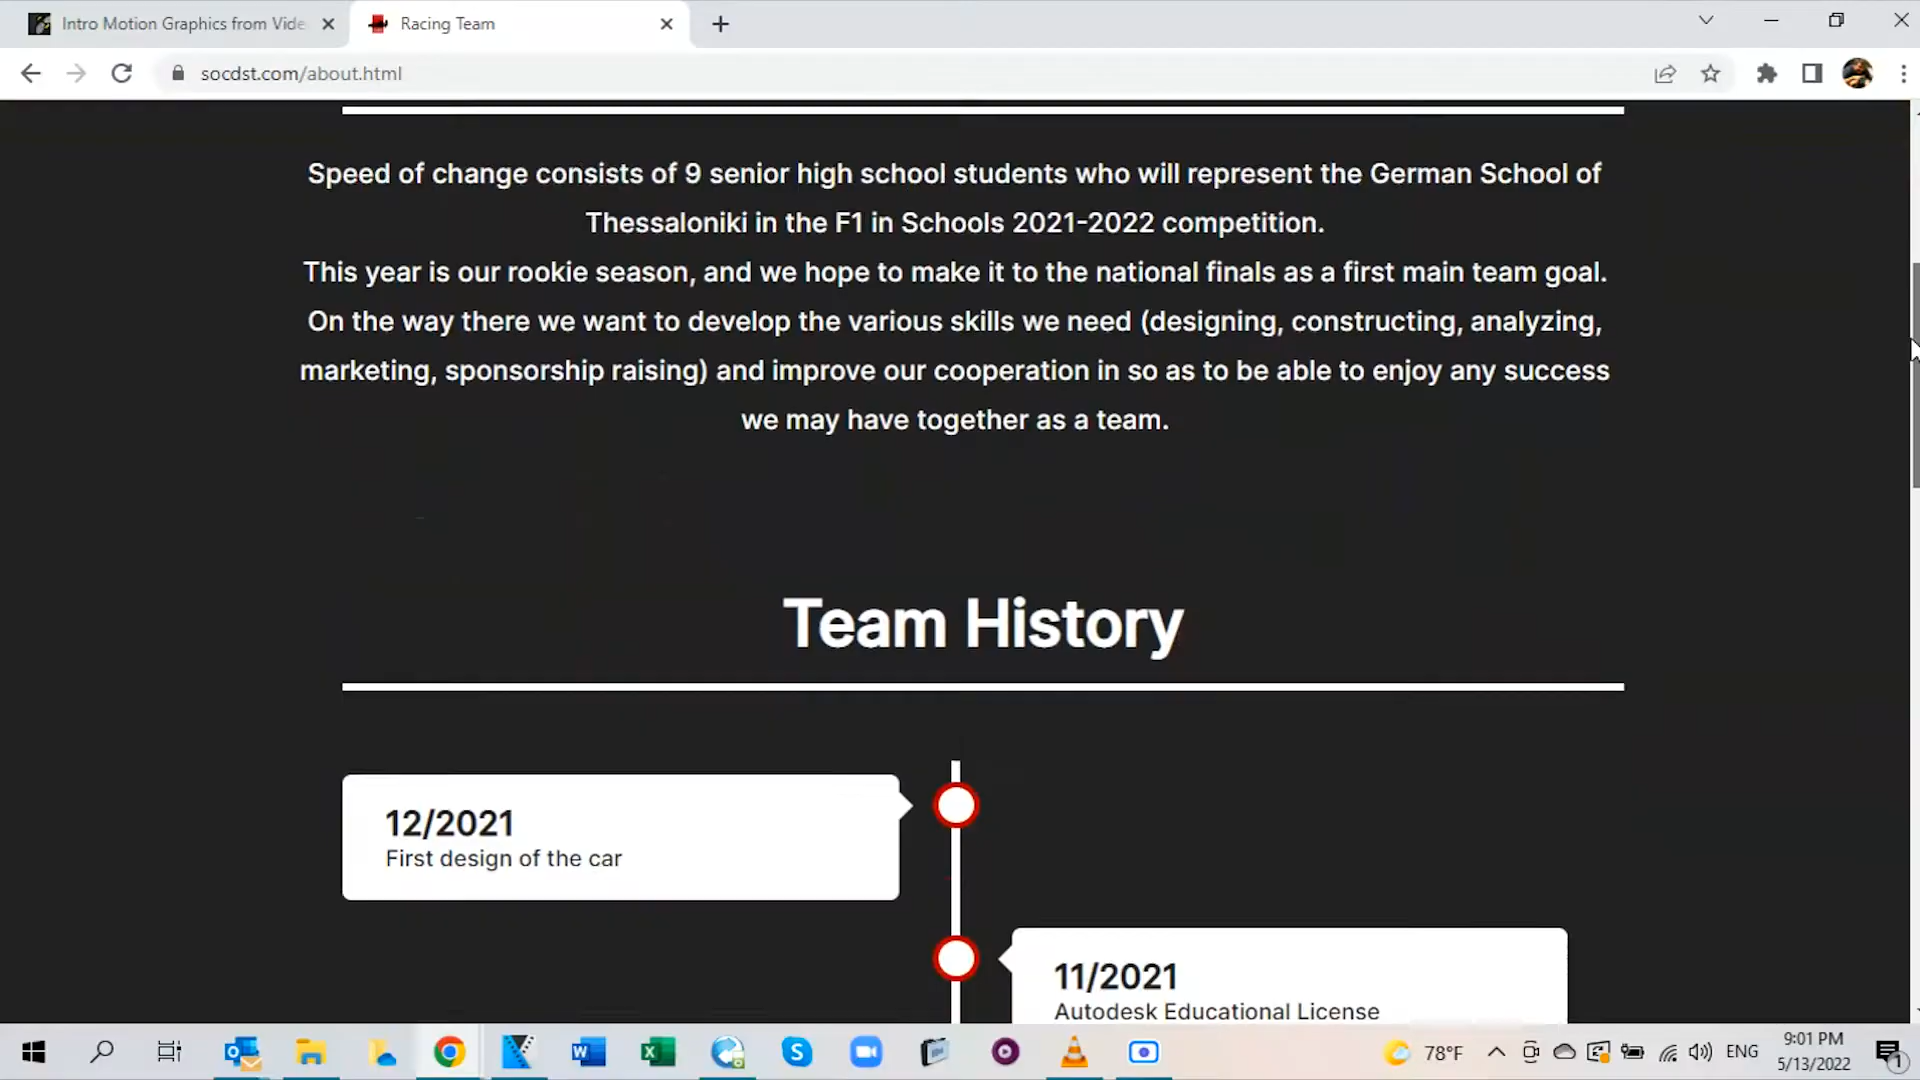 Intro Motion Graphics from Vide
Racing Team
socdst.com/about.html
Speed of change consists of 9 senior high school students who will represent the German School of
Thessaloniki in the F1 in Schools 2021-2022 competition.
This year is our rookie season, and we hope to make it to the national finals as a first main team goal.
On the way there we want to develop the various skills we need (designing, constructing, analyzing,
marketing, sponsorship raising) and improve our cooperation in so as to be able to enjoy any success
we may have together as a team.
Team History
12/2021
First design of the car
11/2021
Autodesk Educational License
78°F
ENG
9:01 PM
5/13/2022
1